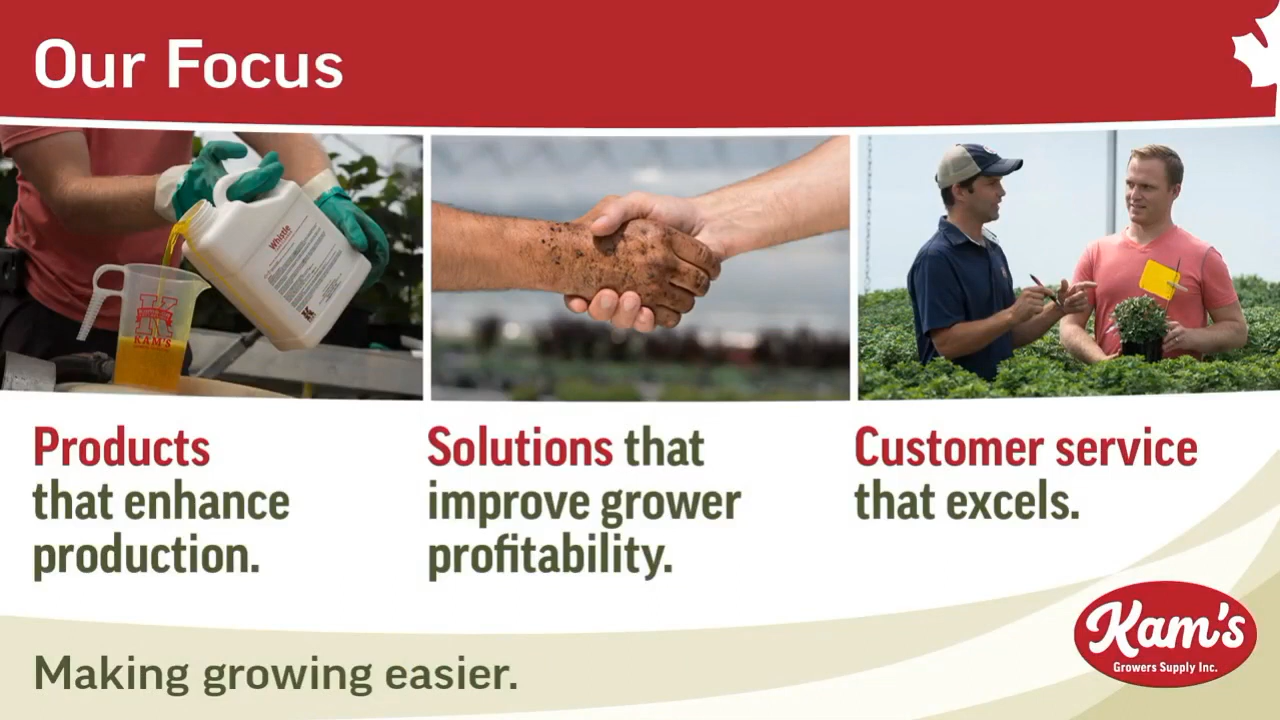 Our Focus
Whistle
KAM'S
Products
that enhance
production.
Solutions that
improve grower
profitability.
Customer service
that excels.
Making growing easier.
Kam's
Growers Supply Inc.